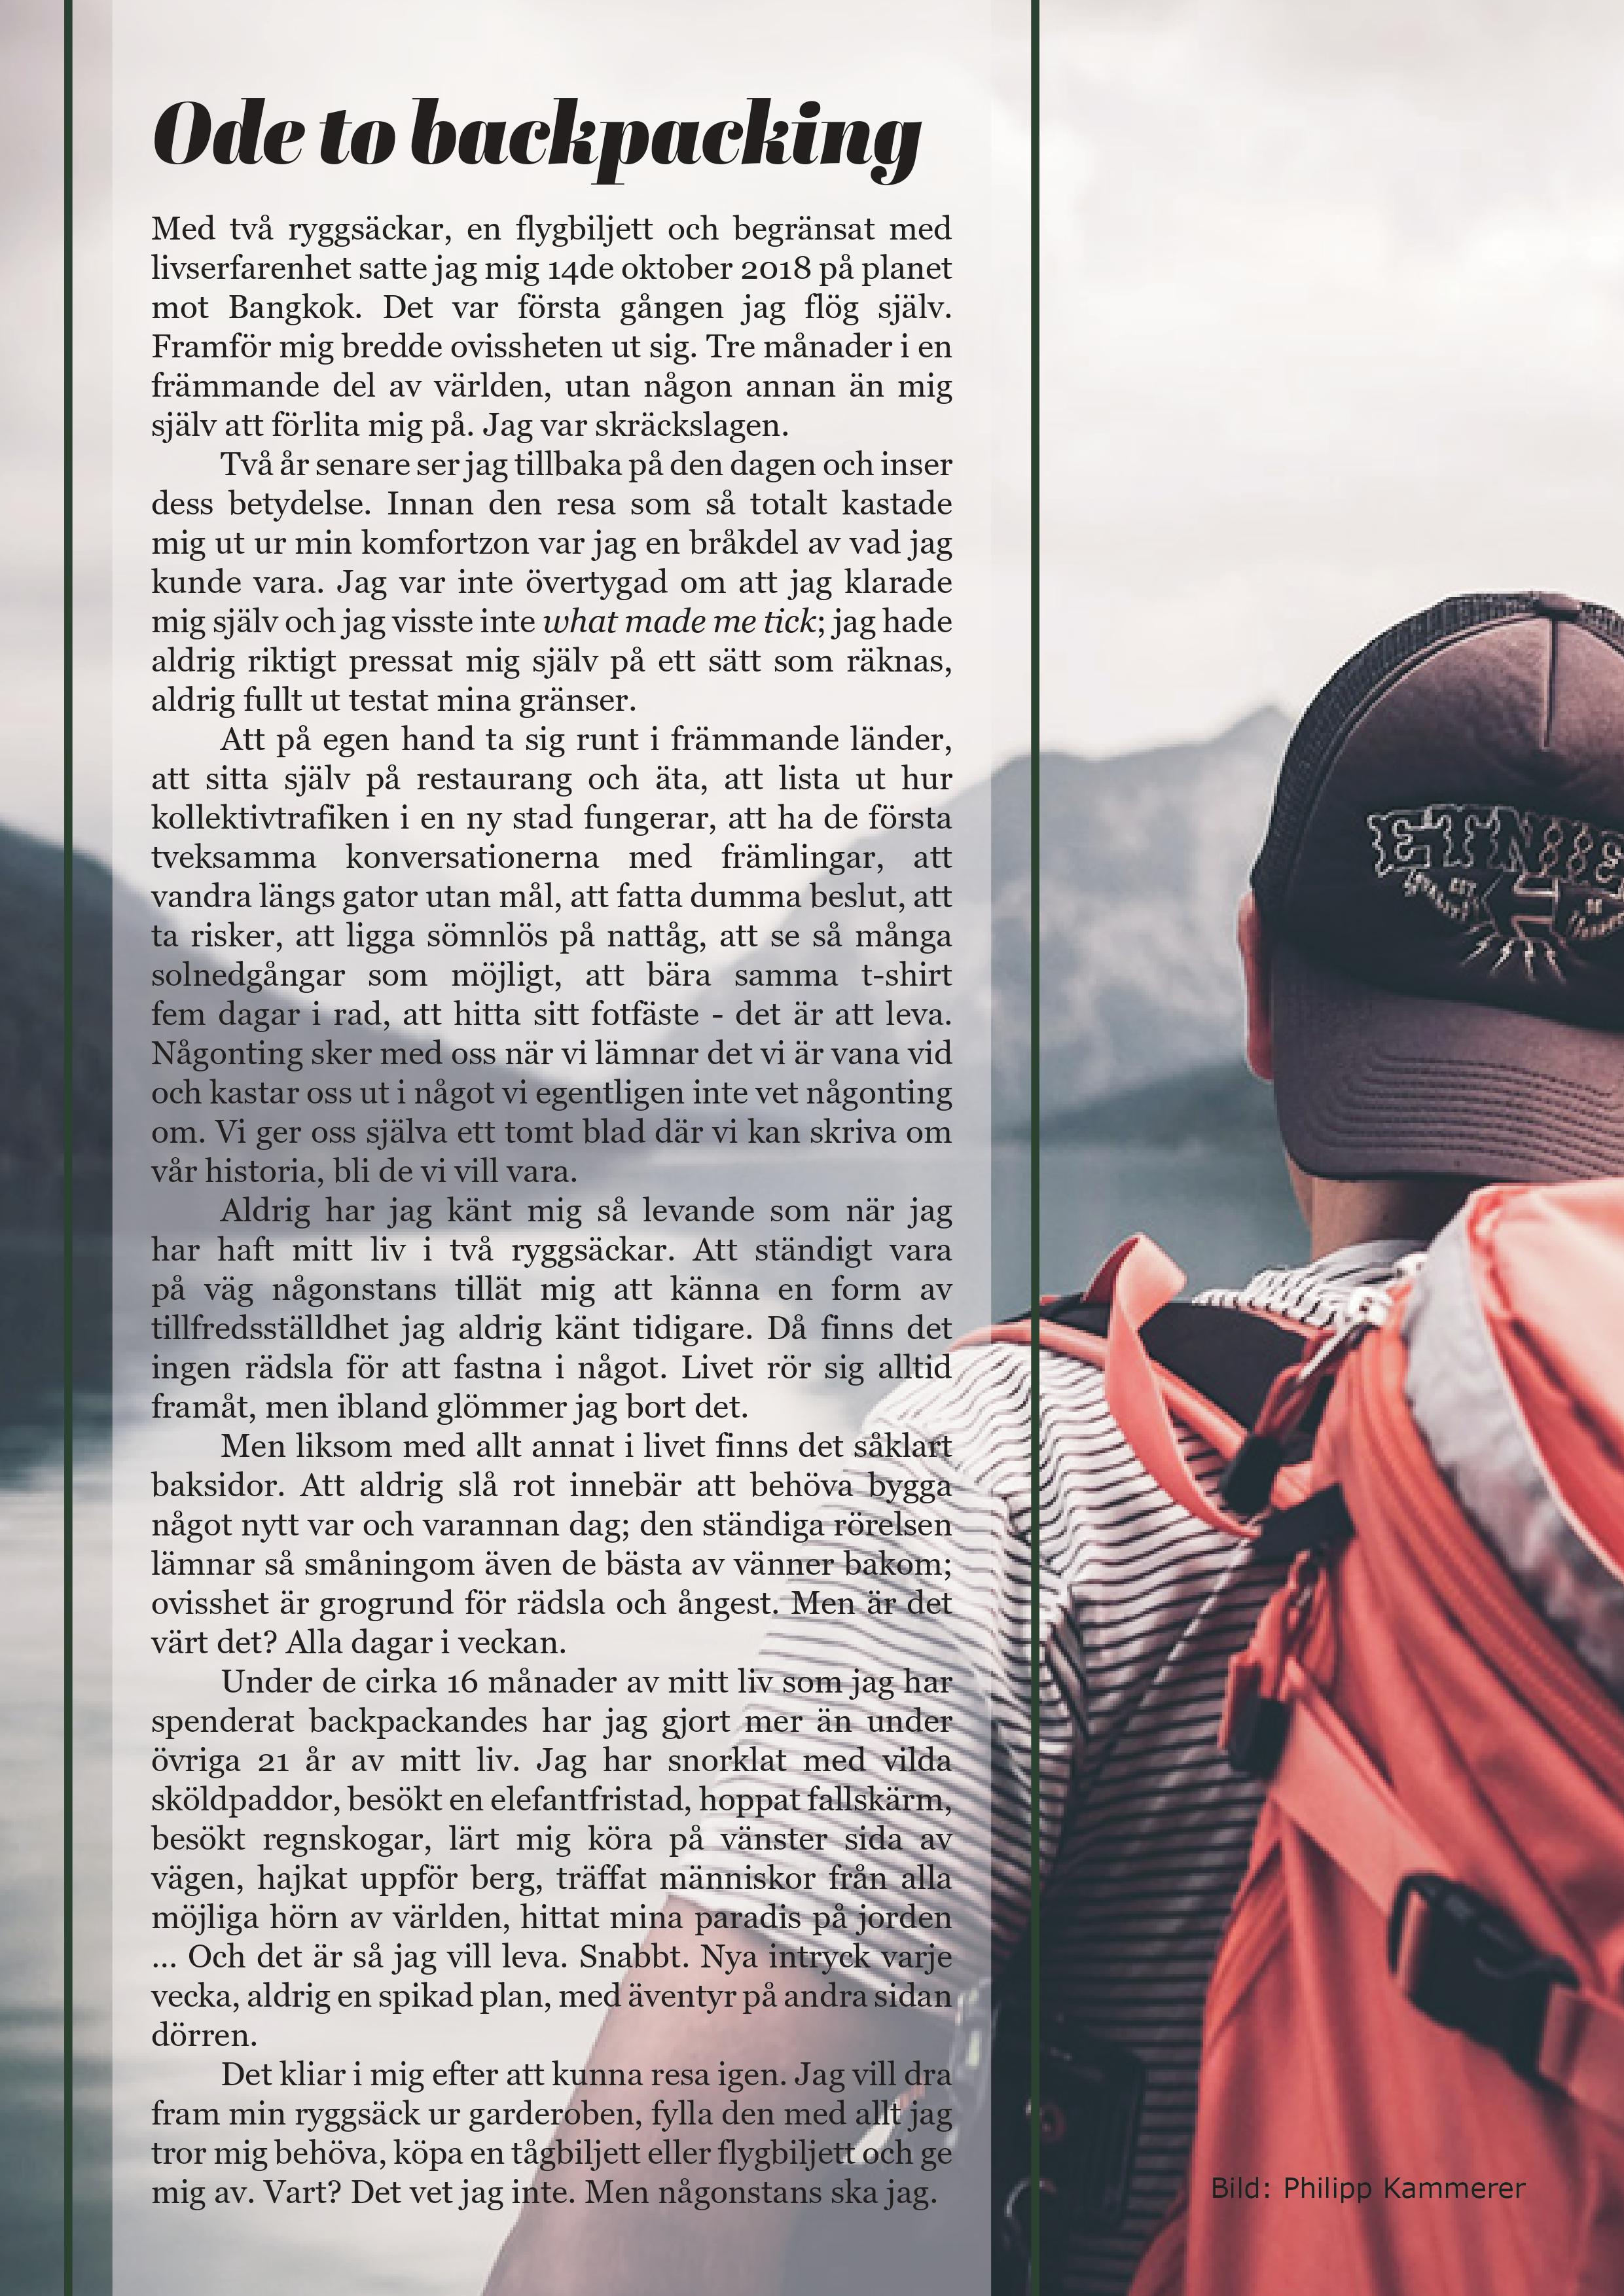 Ode to backpacking
Med två ryggsäckar, en flygbiljett och begränsat med
livserfarenhet satte jag mig 14de oktober 2018 på planet
mot Bangkok. Det var första gången jag flög själv.
Framför mig bredde ovissheten ut sig. Tre månader i en
främmande del av världen, utan någon annan än mig
själv att förlita mig på. Jag var skräckslagen.
Två år senare ser jag tillbaka på den dagen och inser
dess betydelse. Innan den resa som så totalt kastade
mig ut ur min komfortzon var jag en bråkdel av vad jag
kunde vara. Jag var inte övertygad om att jag klarade
mig själv och jag visste inte what made me tick; jag hade
aldrig riktigt pressat mig själv på ett sätt som räknas,
aldrig fullt ut testat mina gränser.
Att på egen hand ta sig runt i främmande länder,
att sitta själv på restaurang och äta, att lista ut hur
kollektivtrafiken i en ny stad fungerar, att ha de första
tveksamma konversationerna med främlingar, att
vandra längs gator utan mål, att fatta dumma beslut, att
ta risker, att ligga sömnlös på nattåg, att se så många
solnedgångar som möjligt, att bära samma t-shirt
fem dagar i rad, att hitta sitt fotfäste - det är att leva.
Någonting sker med oss när vi lämnar det vi är vana vid
och kastar oss ut i något vi egentligen inte vet någonting
om. Vi ger oss själva ett tomt blad där vi kan skriva om
vår historia, bli de vi vill vara.
Aldrig har jag känt mig så levande som när jag
har haft mitt liv i två ryggsäckar. Att ständigt vara
på väg någonstans tillät mig att känna en form av
tillfredsställdhet jag aldrig känt tidigare. Då finns det
ingen rädsla för att fastna i något. Livet rör sig alltid
framåt, men ibland glömmer jag bort det.
Men liksom med allt annat i livet finns det såklart
baksidor. Att aldrig slå rot innebär att behöva bygga
något nytt var och varannan dag; den ständiga rörelsen
lämnar så småningom även de bästa av vänner bakom;
ovisshet är grogrund för rädsla och ångest. Men är det
värt det? Alla dagar i veckan.
Under de cirka 16 månader av mitt liv som jag har
spenderat backpackandes har jag gjort mer än under
övriga 21 år av mitt liv. Jag har snorklat med vilda
sköldpaddor, besökt en elefantfristad, hoppat fallskärm,
besökt regnskogar, lärt mig köra på vänster sida av
vägen, hajkat uppför berg, träffat människor från alla
möjliga hörn av världen, hittat mina paradis på jorden
... Och det är så jag vill leva. Snabbt. Nya intryck varje
vecka, aldrig en spikad plan, med äventyr på andra sidan
dörren.
Det kliar i mig efter att kunna resa igen. Jag vill dra
fram min ryggsäck ur garderoben, fylla den med allt jag
tror mig behöva, köpa en tågbiljett eller flygbiljett och ge
mig av. Vart? Det vet jag inte. Men någonstans ska jag.
ETNIE
EST
Bild: Philipp Kammerer